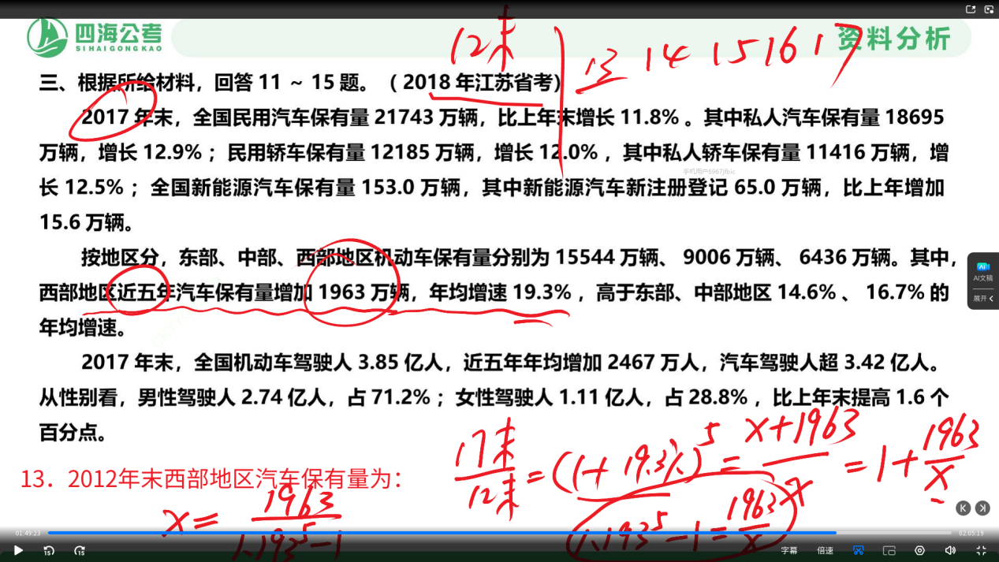 四海公考
SIHAIGONGKAO
资料分析
12末 13 14 15 16 17
三、根据所给材料，回答 11 ～ 15 题。（ 2018 年江苏省考）
2017 年末，全国民用汽车保有量 21743 万辆，比上年末增长 11.8% 。其中私人汽车保有量 18695
万辆，增长 12.9% ；民用轿车保有量 12185 万辆，增长 12.0% ，其中私人轿车保有量 11416 万辆，增
手机用户6967jfbic
长 12.5% ；全国新能源汽车保有量 153.0 万辆，其中新能源汽车新注册登记 65.0 万辆，比上年增加
15.6 万辆。
按地区分，东部、中部、西部地区机动车保有量分别为 15544 万辆、 9006 万辆、 6436 万辆。其中，
西部地区近五年汽车保有量增加 1963 万辆，年均增速 19.3% ，高于东部、中部地区 14.6% 、 16.7% 的
年均增速。
2017 年末，全国机动车驾驶人 3.85 亿人，近五年年均增加 2467 万人，汽车驾驶人超 3.42 亿人。
从性别看，男性驾驶人 2.74 亿人，占 71.2% ；女性驾驶人 1.11 亿人，占 28.8% ，比上年末提高 1.6 个
百分点。
17末/12末 = (1+19.3%)^5 = x+1963/x = 1+1963/x
13．2012年末西部地区汽车保有量为：
x = 1963/1.193^5-1
1.193^5-1=1963/x
AI文稿
展开
01:49:23
02:05:19
15
15
字幕
倍速